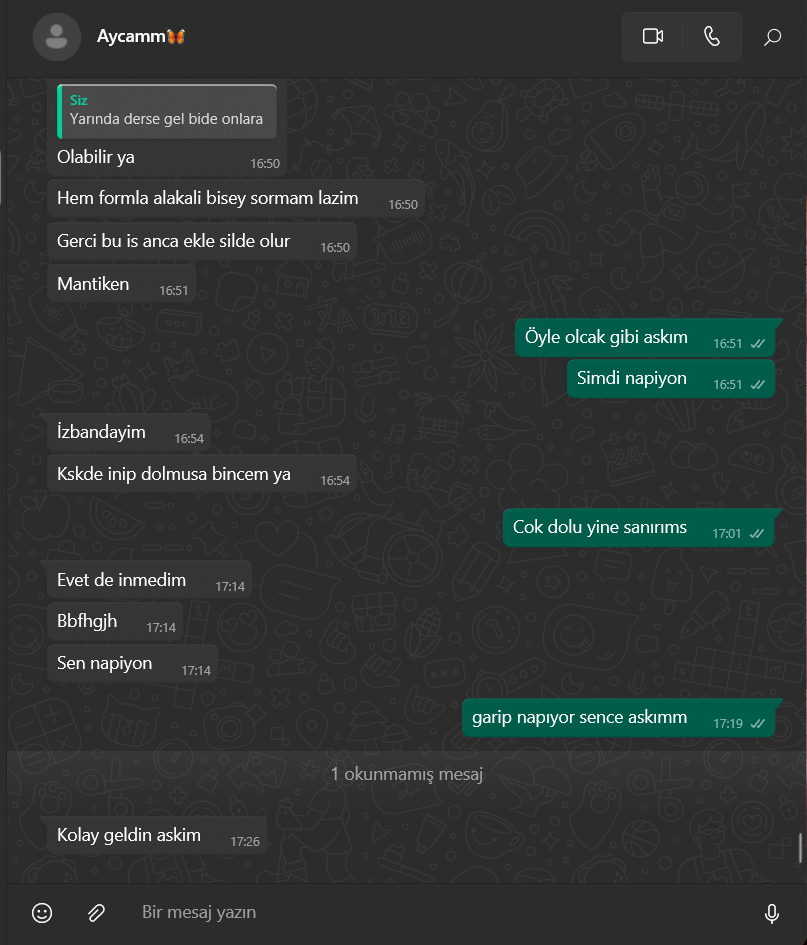 Aycamm🦋
Siz
Yarında derse gel bide onlara
Olabilir ya 16:50
Hem formla alakali bisey sormam lazim 16:50
Gerci bu is anca ekle silde olur 16:50
Mantiken 16:51
Öyle olcak gibi askım 16:51
Simdi napiyon 16:51
İzbandayim 16:54
Kskde inip dolmusa bincem ya 16:54
Cok dolu yine sanırıms 17:01
Evet de inmedim 17:14
Bbfhgjh 17:14
Sen napiyon 17:14
garip napıyor sence askımm 17:19
1 okunmamış mesaj
Kolay geldin askim 17:26
Bir mesaj yazın